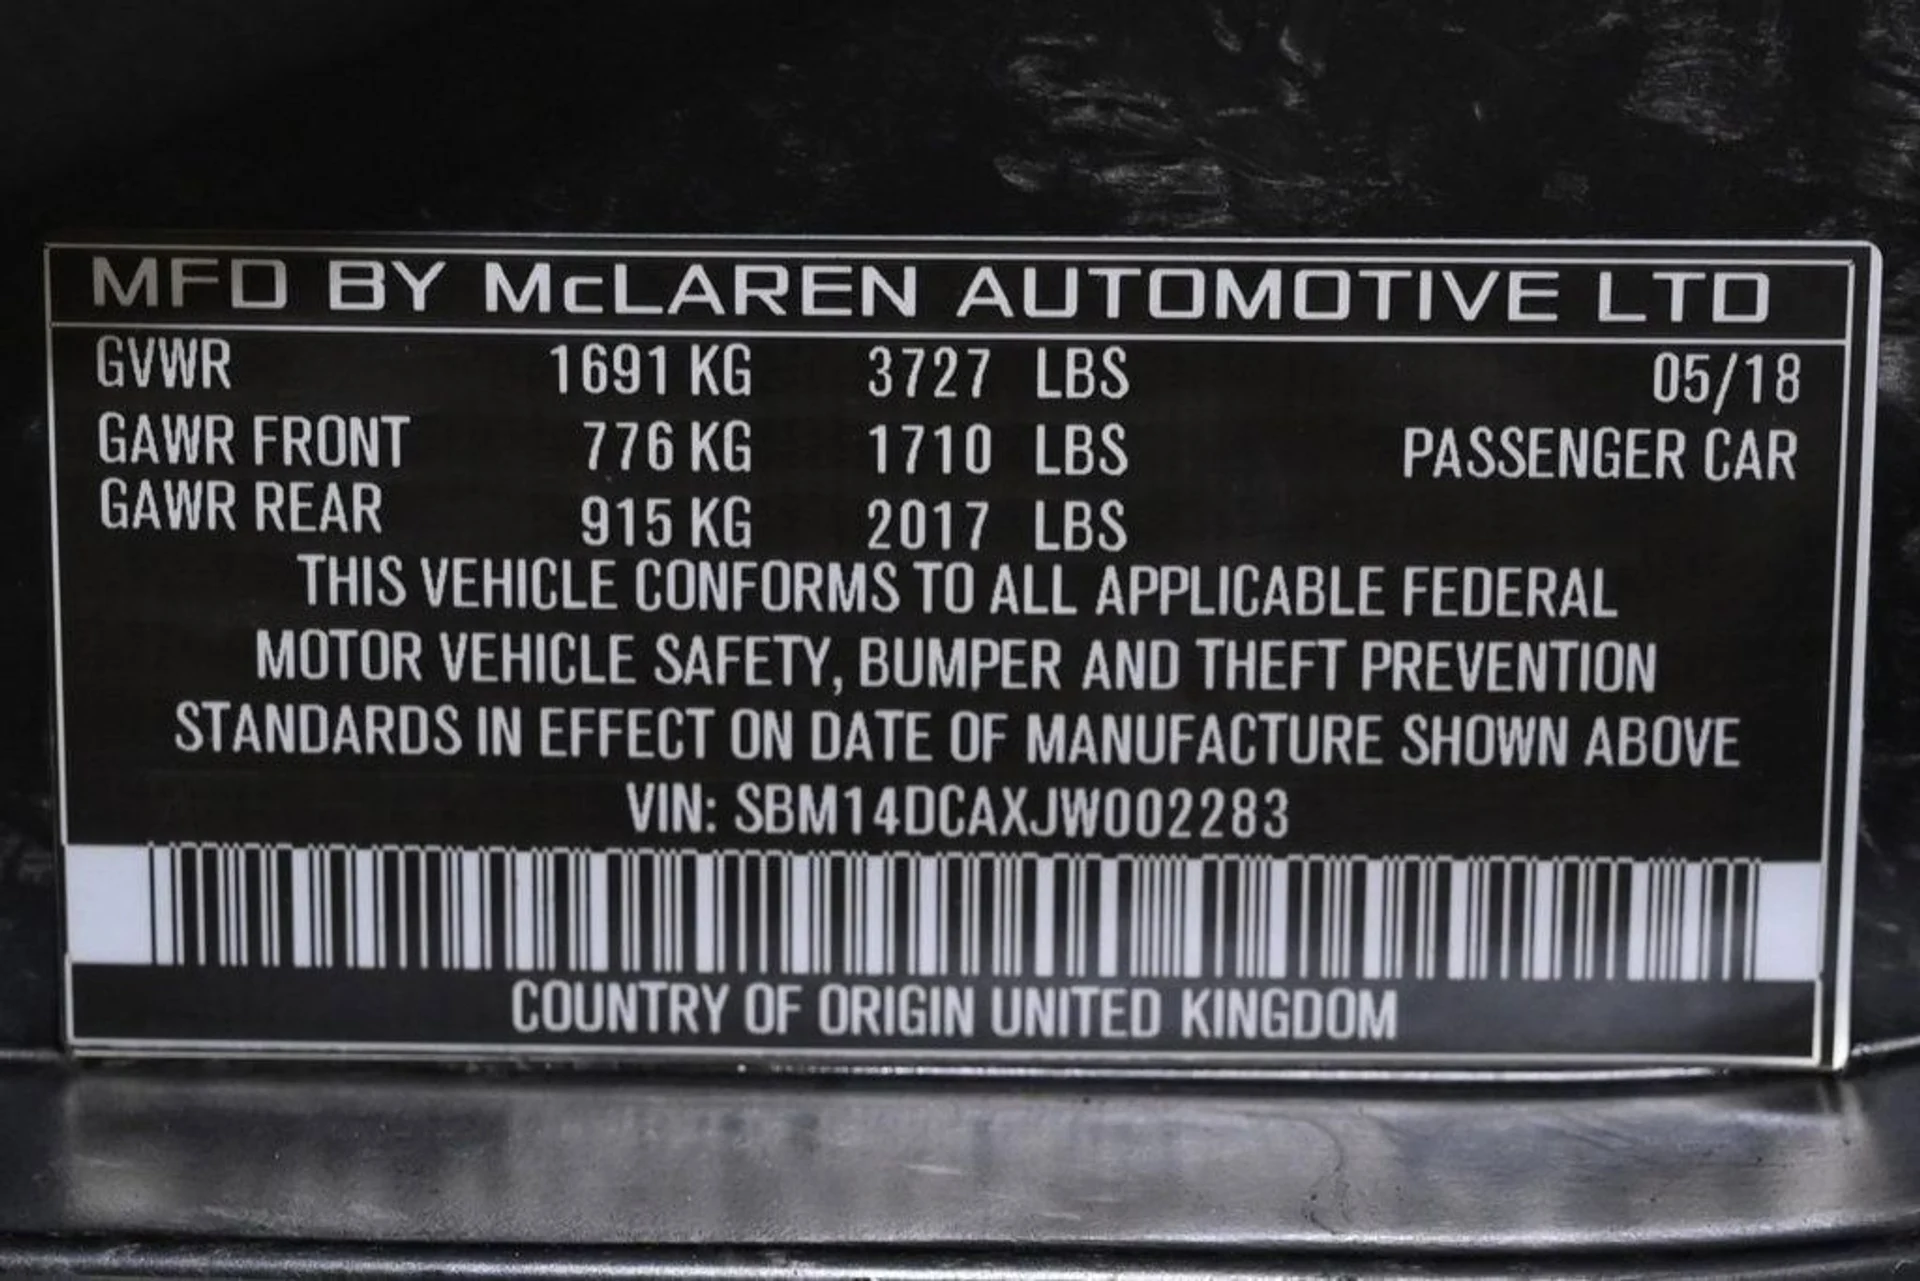 MFD BY McLAREN AUTOMOTIVE LTD
GVWR 1691 KG 3727 LBS 05/18
GAWR FRONT 776 KG 1710 LBS PASSENGER CAR
GAWR REAR 915 KG 2017 LBS
THIS VEHICLE CONFORMS TO ALL APPLICABLE FEDERAL
MOTOR VEHICLE SAFETY, BUMPER AND THEFT PREVENTION
STANDARDS IN EFFECT ON DATE OF MANUFACTURE SHOWN ABOVE
VIN: SBM14DCAXJW002283
COUNTRY OF ORIGIN UNITED KINGDOM